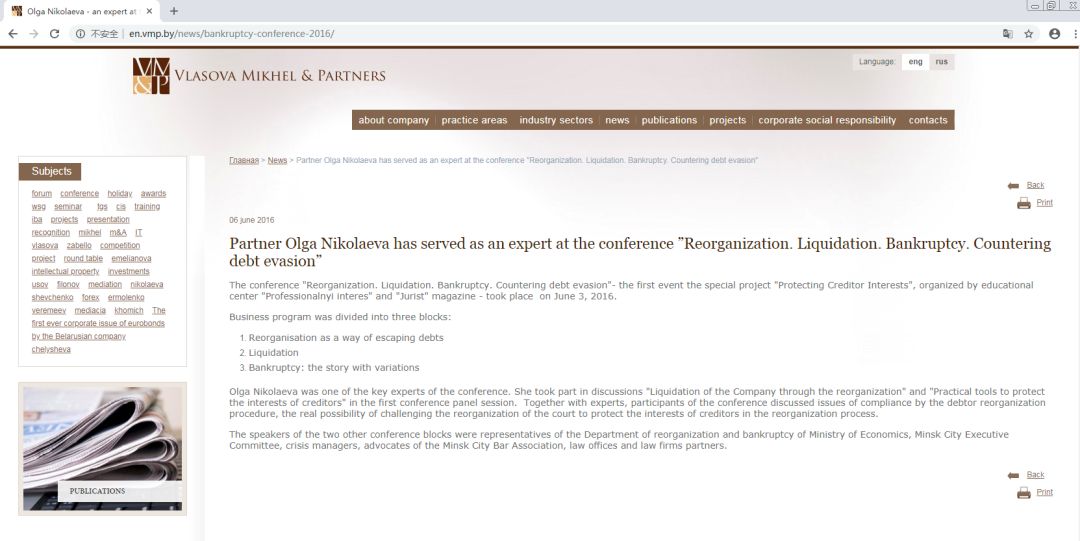 Olga Nikolaeva - an expert at
不安全 | en.vmp.by/news/bankruptcy-conference-2016/
VM&P VLASOVA MIKHEL & PARTNERS
Language: eng rus
about company practice areas industry sectors news publications projects corporate social responsibility contacts
Subjects
forum conference holiday awards
wsg seminar tgs cis training
iba projects presentation
recognition mikhel m&A IT
vlasova zabello competition
project round table emelianova
intellectual property investments
usov filonov mediation nikolaeva
shevchenko forex ermolenko
veremeev mediacja khomich The
first ever corporate issue of eurobonds
by the Belarusian company
chelysheva
PUBLICATIONS
Главная > News > Partner Olga Nikolaeva has served as an expert at the conference "Reorganization. Liquidation. Bankruptcy. Countering debt evasion"
Back
Print
06 june 2016
Partner Olga Nikolaeva has served as an expert at the conference ”Reorganization. Liquidation. Bankruptcy. Countering
debt evasion”
The conference "Reorganization. Liquidation. Bankruptcy. Countering debt evasion"- the first event the special project "Protecting Creditor Interests", organized by educational
center "Professionalnyi interes" and "Jurist" magazine - took place on June 3, 2016.
Business program was divided into three blocks:
1. Reorganisation as a way of escaping debts
2. Liquidation
3. Bankruptcy: the story with variations
Olga Nikolaeva was one of the key experts of the conference. She took part in discussions "Liquidation of the Company through the reorganization" and "Practical tools to protect
the interests of creditors" in the first conference panel session. Together with experts, participants of the conference discussed issues of compliance by the debtor reorganization
procedure, the real possibility of challenging the reorganization of the court to protect the interests of creditors in the reorganization process.
The speakers of the two other conference blocks were representatives of the Department of reorganization and bankruptcy of Ministry of Economics, Minsk City Executive
Committee, crisis managers, advocates of the Minsk City Bar Association, law offices and law firms partners.
Back
Print